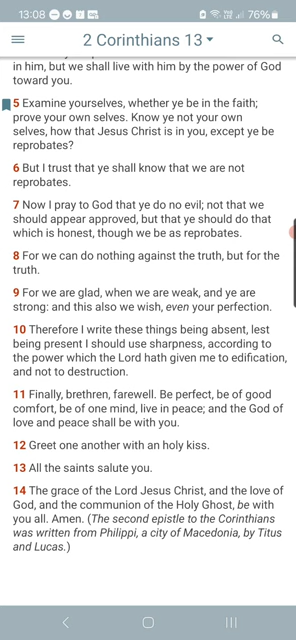 13:08
76%
2 Corinthians 13
in him, but we shall live with him by the power of God
toward you.
5 Examine yourselves, whether ye be in the faith;
prove your own selves. Know ye not your own
selves, how that Jesus Christ is in you, except ye be
reprobates?
6 But I trust that ye shall know that we are not
reprobates.
7 Now I pray to God that ye do no evil; not that we
should appear approved, but that ye should do that
which is honest, though we be as reprobates.
8 For we can do nothing against the truth, but for the
truth.
9 For we are glad, when we are weak, and ye are
strong: and this also we wish, even your perfection.
10 Therefore I write these things being absent, lest
being present I should use sharpness, according to
the power which the Lord hath given me to edification,
and not to destruction.
11 Finally, brethren, farewell. Be perfect, be of good
comfort, be of one mind, live in peace; and the God of
love and peace shall be with you.
12 Greet one another with an holy kiss.
13 All the saints salute you.
14 The grace of the Lord Jesus Christ, and the love of
God, and the communion of the Holy Ghost, be with
you all. Amen. (The second epistle to the Corinthians
was written from Philippi, a city of Macedonia, by Titus
and Lucas.)